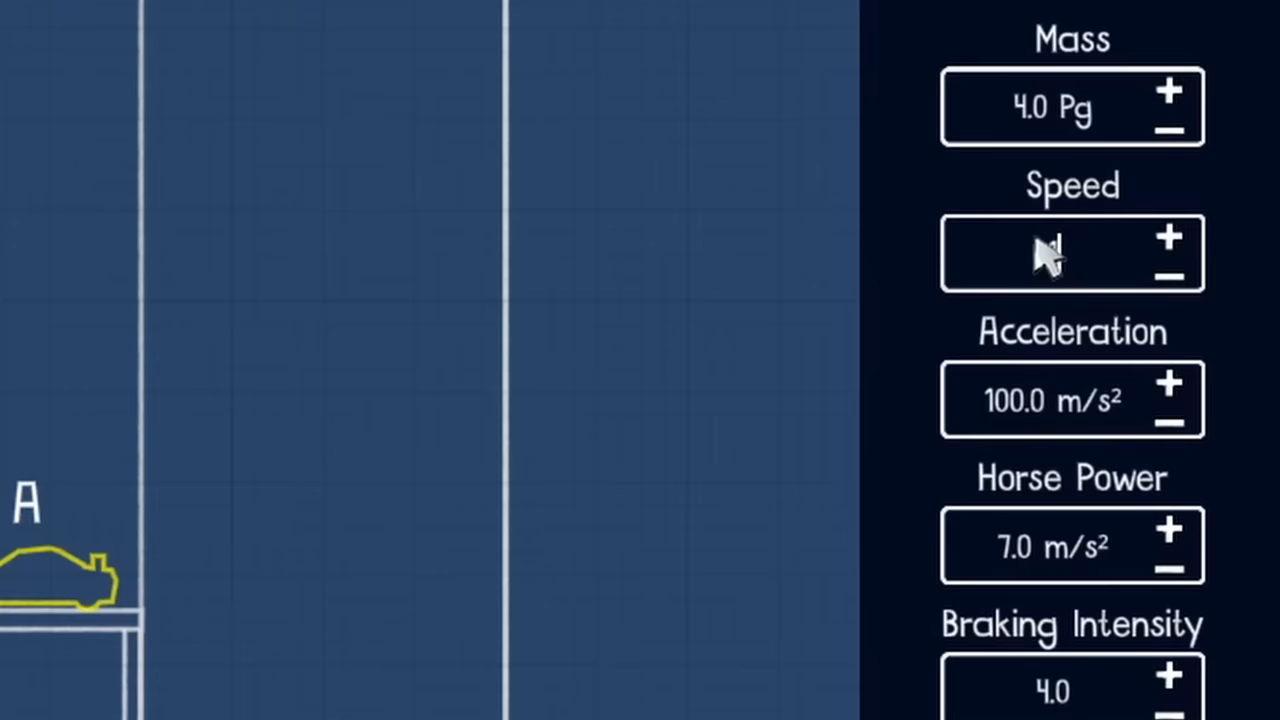 Mass
4.0 Pg
Speed
Acceleration
100.0 m/s²
Horse Power
7.0 m/s²
A
Braking Intensity
4.0